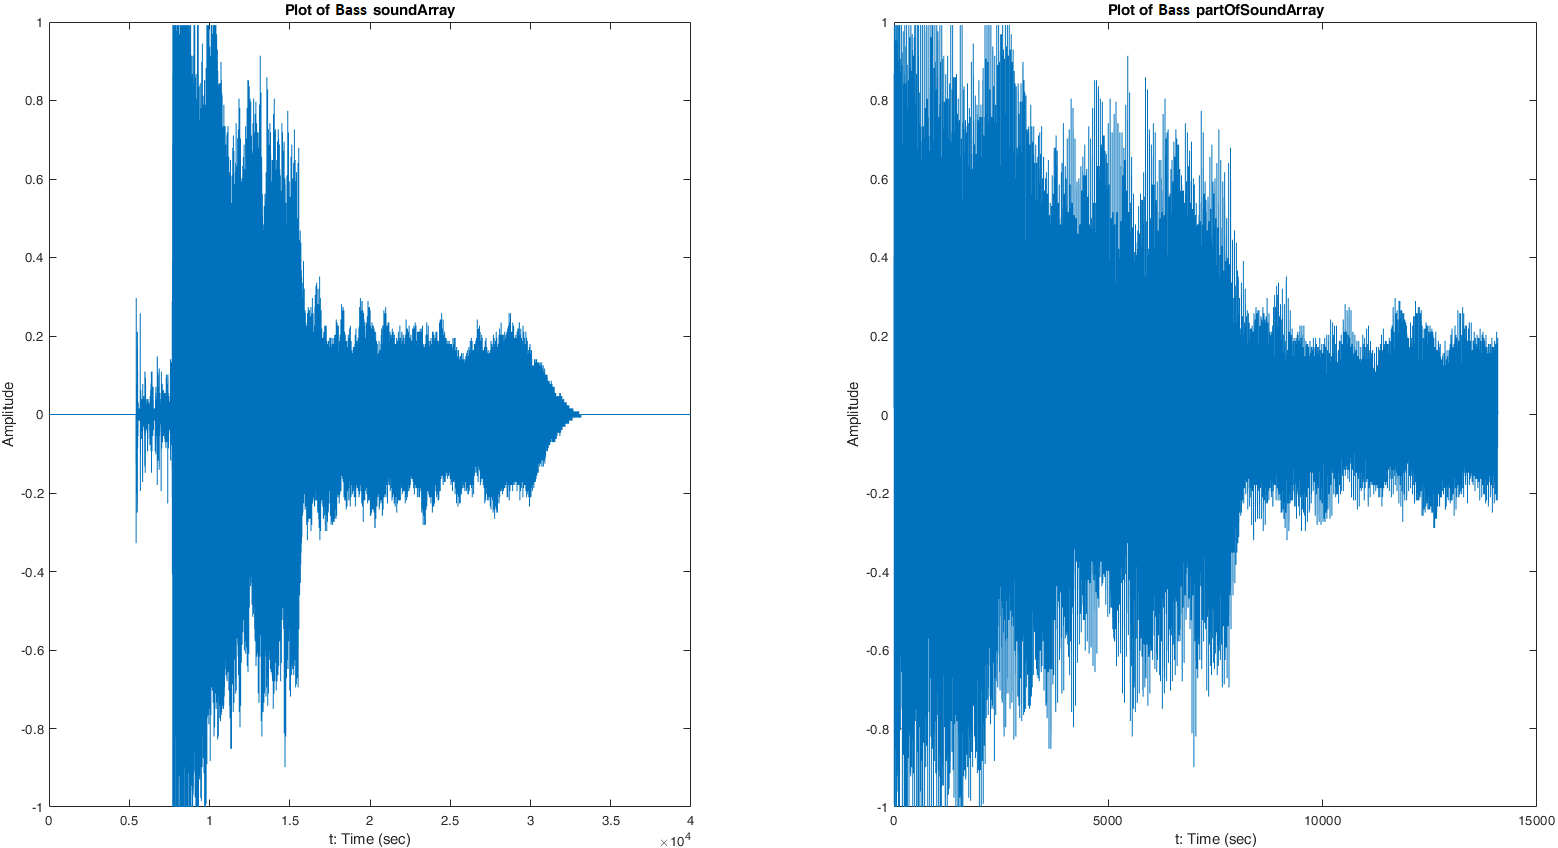 Plot of Bass soundArray
1
0.8
0.6
0.4
0.2
0
-0.2
-0.4
-0.6
-0.8
-1
Amplitude
0 0.5 1 1.5 2 2.5 3 3.5 4
×10⁴
t: Time (sec)
Plot of Bass partOfSoundArray
1
0.8
0.6
0.4
0.2
0
-0.2
-0.4
-0.6
-0.8
-1
Amplitude
0 5000 10000 15000
t: Time (sec)